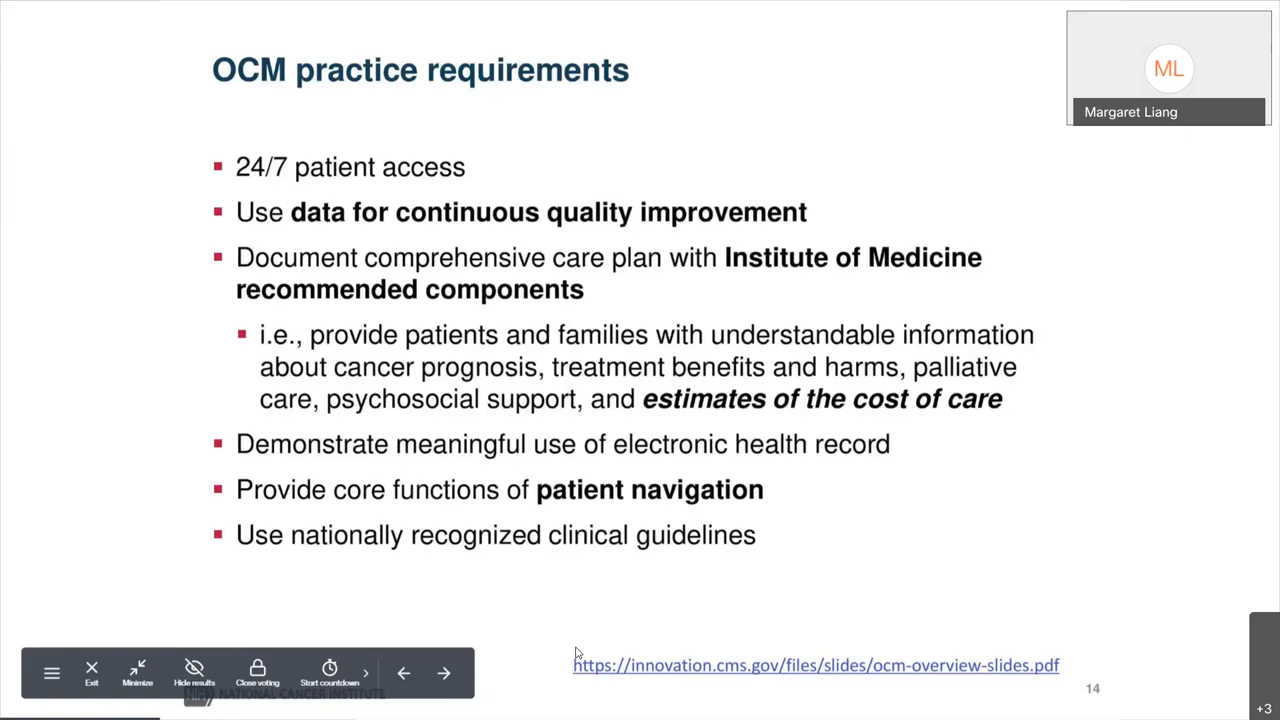 OCM practice requirements
ML
Margaret Liang
24/7 patient access
Use data for continuous quality improvement
Document comprehensive care plan with Institute of Medicine
recommended components
i.e., provide patients and families with understandable information
about cancer prognosis, treatment benefits and harms, palliative
care, psychosocial support, and estimates of the cost of care
Demonstrate meaningful use of electronic health record
Provide core functions of patient navigation
Use nationally recognized clinical guidelines
https://innovation.cms.gov/files/slides/ocm-overview-slides.pdf
Exit
Minimize
Hide results
Close voting
Start countdown
NIH NATIONAL CANCER INSTITUTE
14
+3